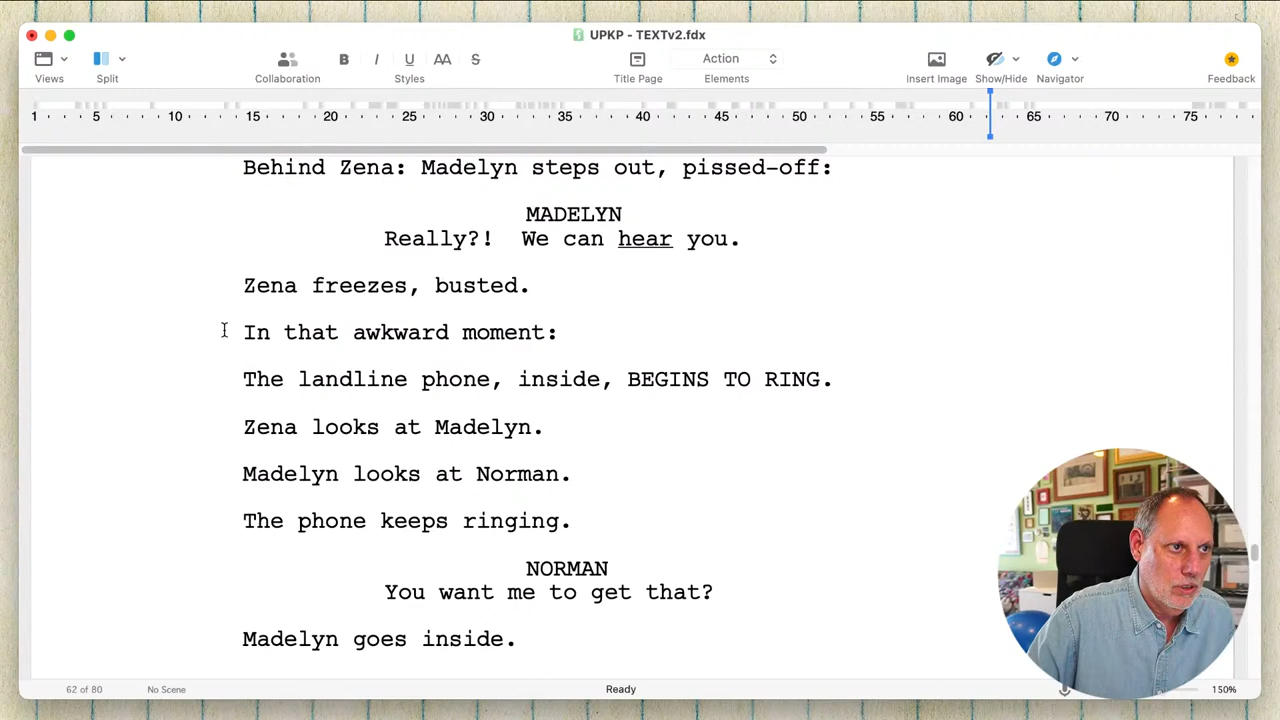 UPKP - TEXTv2.fdx
B I U AA S Action
Views Split Collaboration Styles Title Page Elements Insert Image Show/Hide Navigator Feedback
1 5 10 15 20 25 30 35 40 45 50 55 60 65 70 75
Behind Zena: Madelyn steps out, pissed-off:
MADELYN
Really?! We can hear you.
Zena freezes, busted.
In that awkward moment:
The landline phone, inside, BEGINS TO RING.
Zena looks at Madelyn.
Madelyn looks at Norman.
The phone keeps ringing.
NORMAN
You want me to get that?
Madelyn goes inside.
62 of 80 No Scene Ready 150%